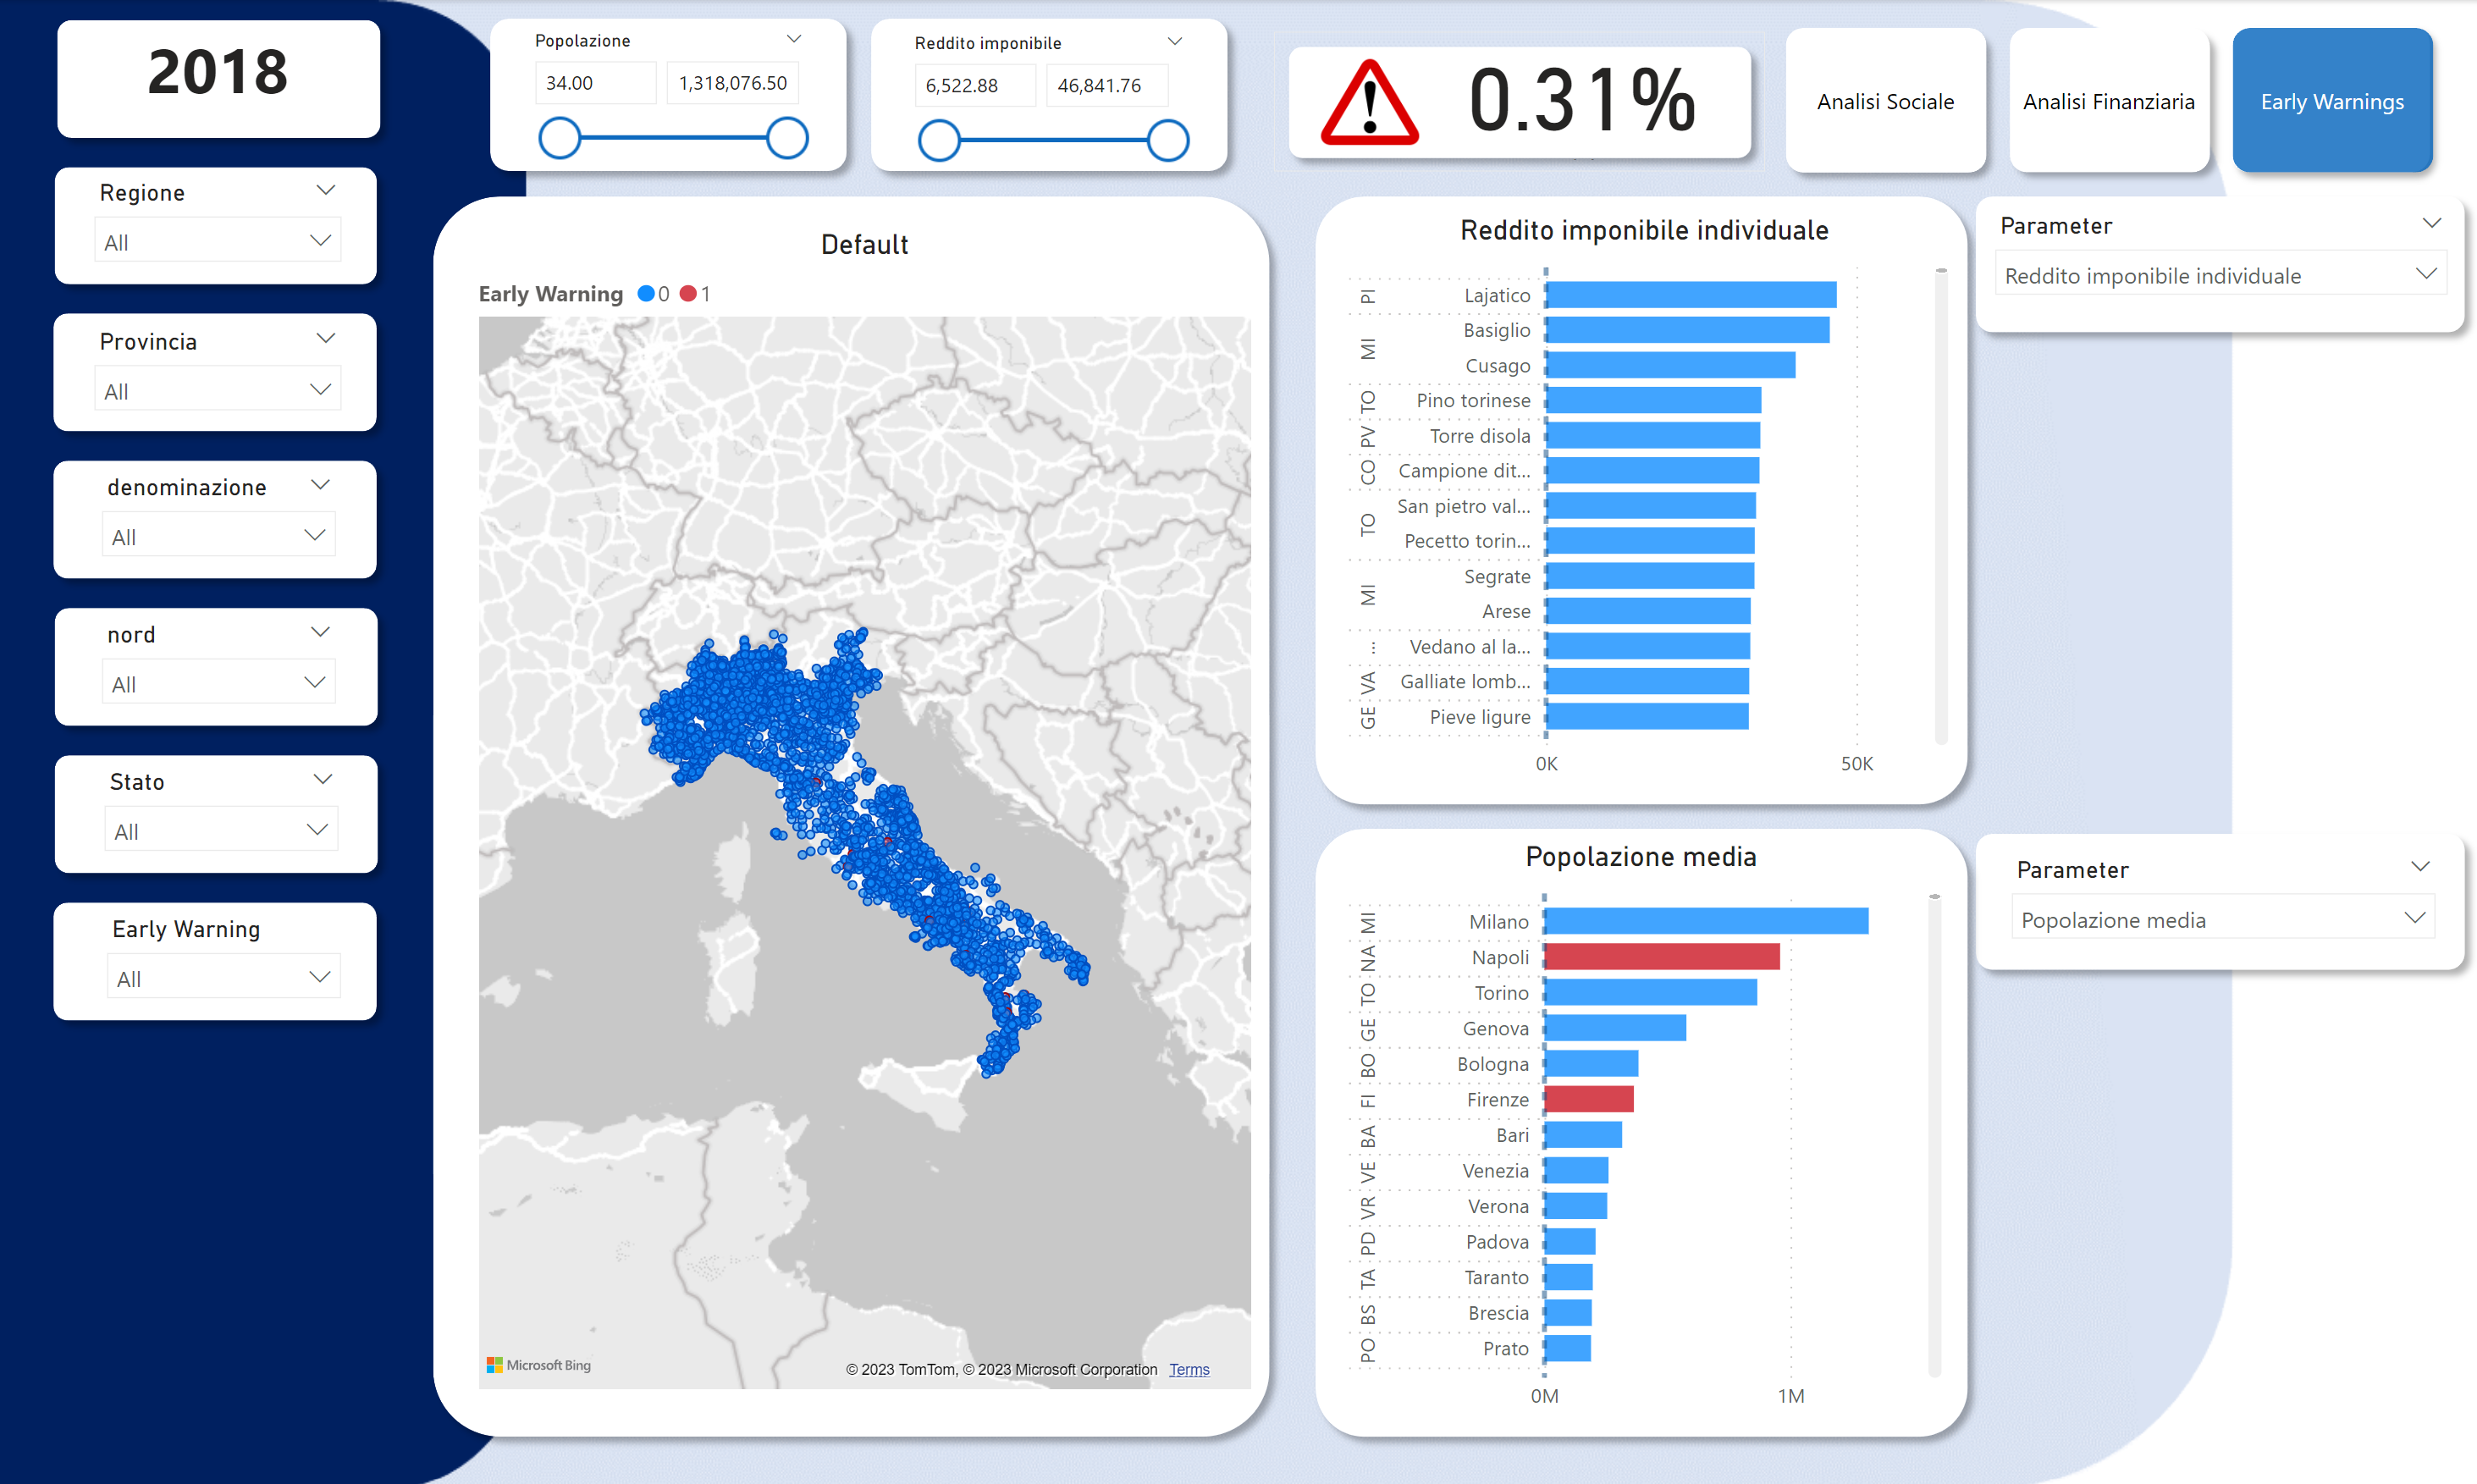 2018
Popolazione
34.00
1,318,076.50
Reddito imponibile
6,522.88
46,841.76
0.31%
Analisi Sociale
Analisi Finanziaria
Early Warnings
Regione
All
Provincia
All
denominazione
All
nord
All
Stato
All
Early Warning
All
Default
Early Warning 0 1
Microsoft Bing
© 2023 TomTom, © 2023 Microsoft Corporation Terms
Reddito imponibile individuale
PI
Lajatico
MI
Basiglio
Cusago
TO
Pino torinese
PV
Torre disola
CO
Campione dit...
TO
San pietro val...
Pecetto torin...
MI
Segrate
Arese
...
Vedano al la...
VA
Galliate lomb...
GE
Pieve ligure
0K
50K
Parameter
Reddito imponibile individuale
Popolazione media
MI
Milano
NA
Napoli
TO
Torino
GE
Genova
BO
Bologna
FI
Firenze
BA
Bari
VE
Venezia
VR
Verona
PD
Padova
TA
Taranto
BS
Brescia
PO
Prato
0M
1M
Parameter
Popolazione media